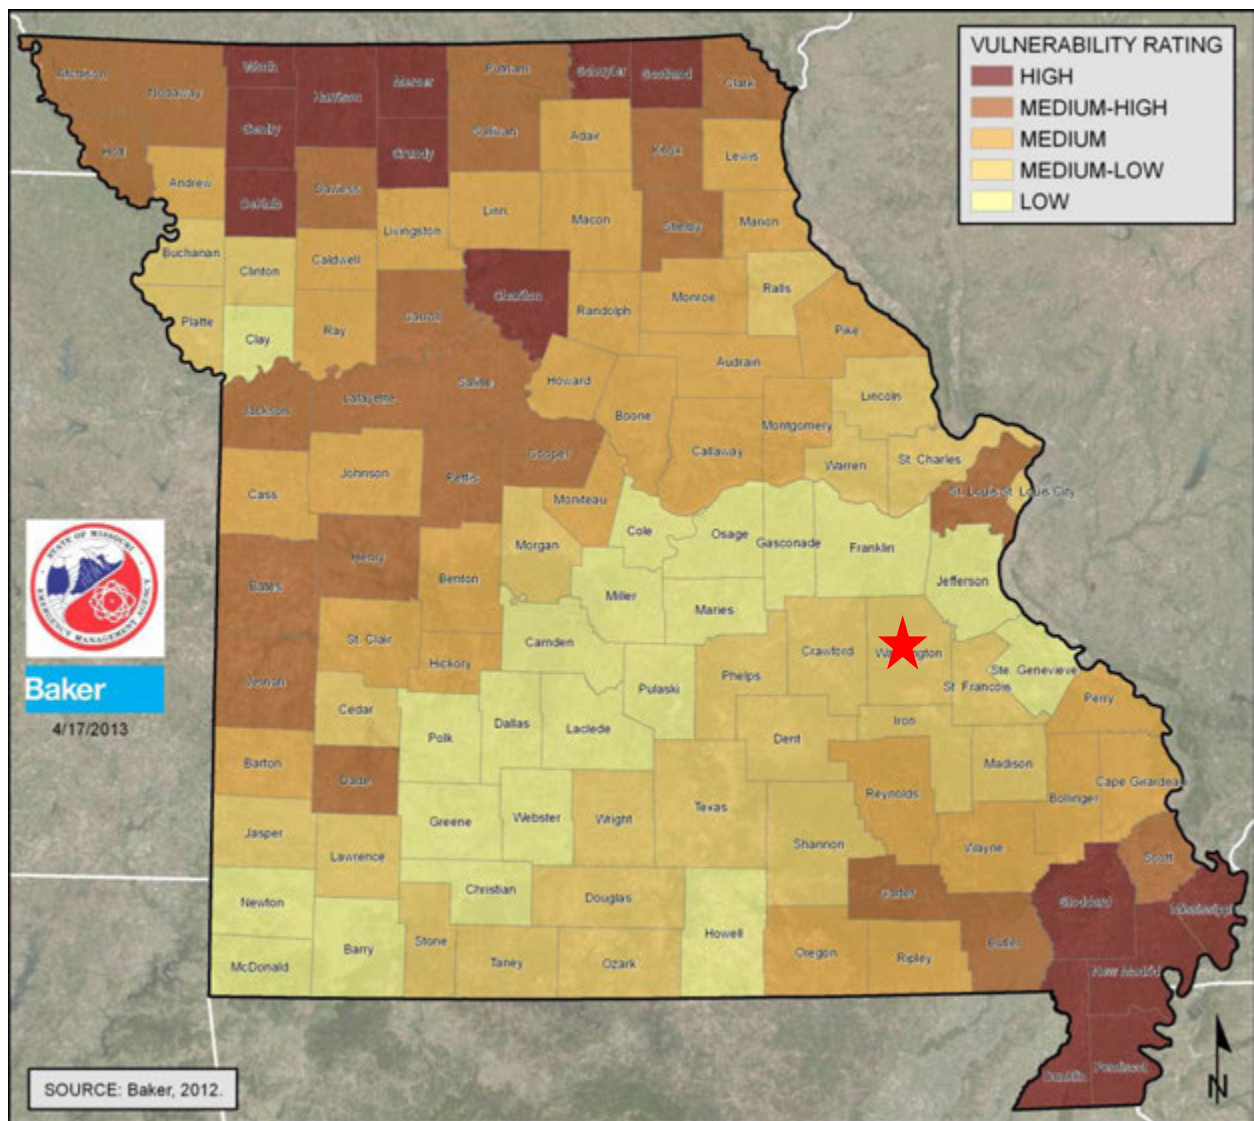 VULNERABILITY RATING
HIGH
MEDIUM-HIGH
MEDIUM
MEDIUM-LOW
LOW
Atchison
Nodaway
Worth
Harrison
Mercer
Putnam
Schuyler
Scotland
Clark
Holt
Gentry
Grundy
Sullivan
Adair
Knox
Lewis
Andrew
DeKalb
Daviess
Livingston
Linn
Macon
Shelby
Marion
Buchanan
Clinton
Caldwell
Chariton
Randolph
Monroe
Ralls
Platte
Clay
Ray
Carroll
Pike
Audrain
Jackson
Lafayette
Saline
Howard
Boone
Callaway
Montgomery
Lincoln
Cass
Johnson
Pettis
Cooper
Moniteau
Warren
St. Charles
St. Louis
St. Louis City
Morgan
Cole
Osage
Gasconade
Franklin
Jefferson
Bates
Henry
Benton
Miller
Maries
St. Clair
Hickory
Camden
Pulaski
Phelps
Crawford
Ste. Genevieve
St. Francois
Perry
Vernon
Cedar
Polk
Dallas
Laclede
Dent
Iron
Madison
Barton
Dade
Greene
Webster
Wright
Texas
Reynolds
Bollinger
Cape Girardeau
Jasper
Lawrence
Shannon
Wayne
Scott
Newton
Christian
Douglas
Howell
Carter
Stoddard
Mississippi
McDonald
Barry
Stone
Taney
Ozark
Oregon
Ripley
Butler
New Madrid
Dunklin
Pemiscot
STATE OF MISSOURI
EMERGENCY MANAGEMENT AGENCY
Baker
4/17/2013
SOURCE: Baker, 2012.
N